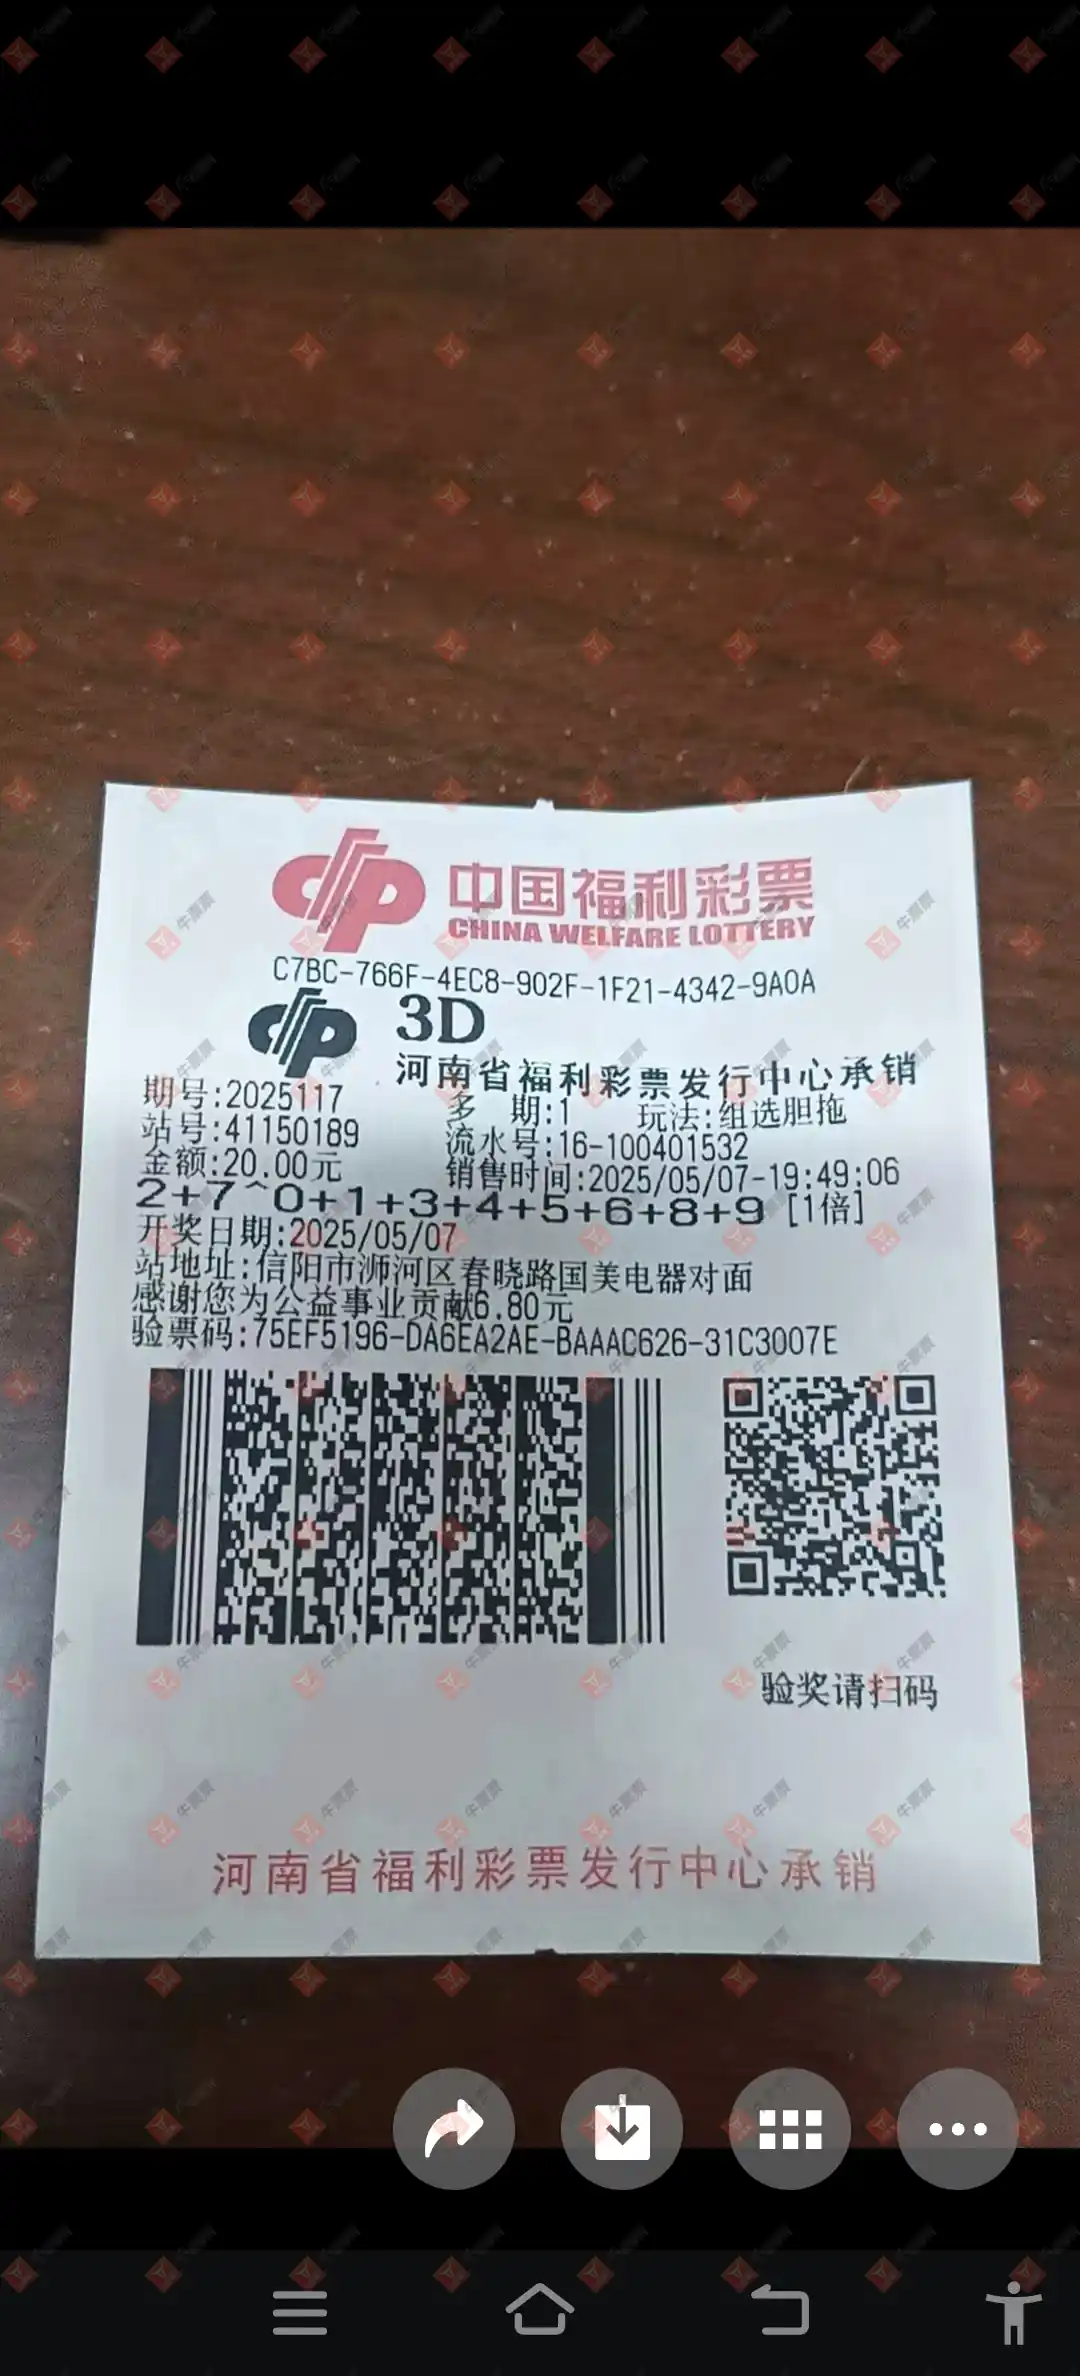 中国福利彩票
CHINA WELFARE LOTTERY
C7BC-766F-4EC8-902F-1F21-4342-9A0A
3D
河南省福利彩票发行中心承销
期号:2025117 多 期:1 玩法:组选胆拖
站号:41150189 流水号:16-100401532
金额:20.00元 销售时间:2025/05/07-19:49:06
2+7^0+1+3+4+5+6+8+9 [1倍]
开奖日期:2025/05/07
站地址:信阳市浉河区春晓路国美电器对面
感谢您为公益事业贡献6.80元
验票码:75EF5196-DA6EA2AE-BAAAC626-31C3007E
验奖请扫码
河南省福利彩票发行中心承销
牛票票